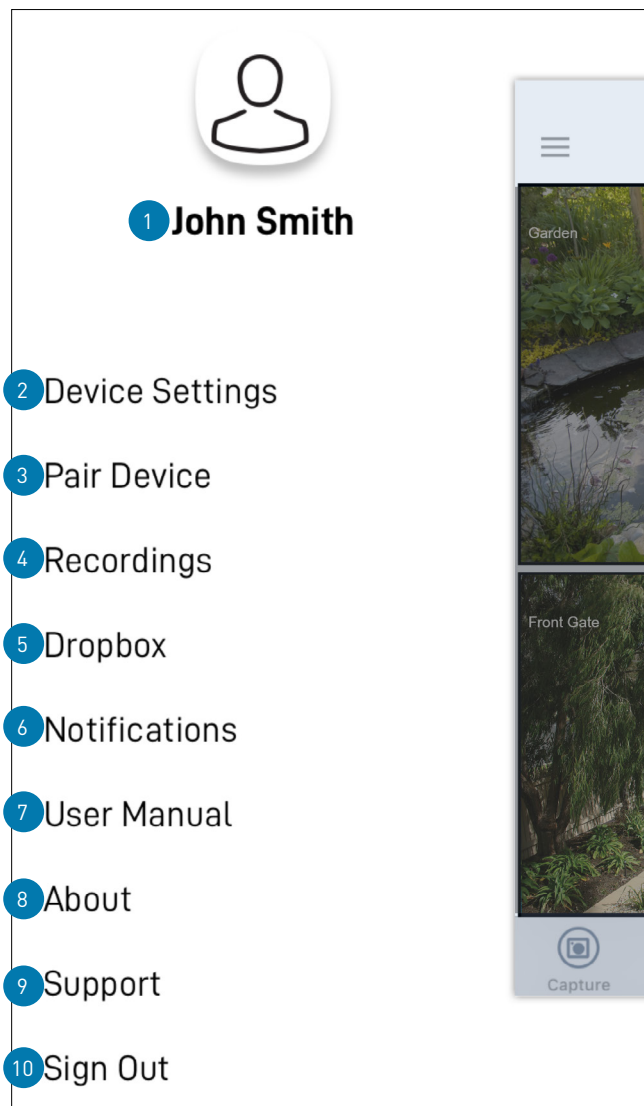 1 John Smith
2 Device Settings
3 Pair Device
4 Recordings
5 Dropbox
6 Notifications
7 User Manual
8 About
9 Support
10 Sign Out
Garden
Front Gate
Capture